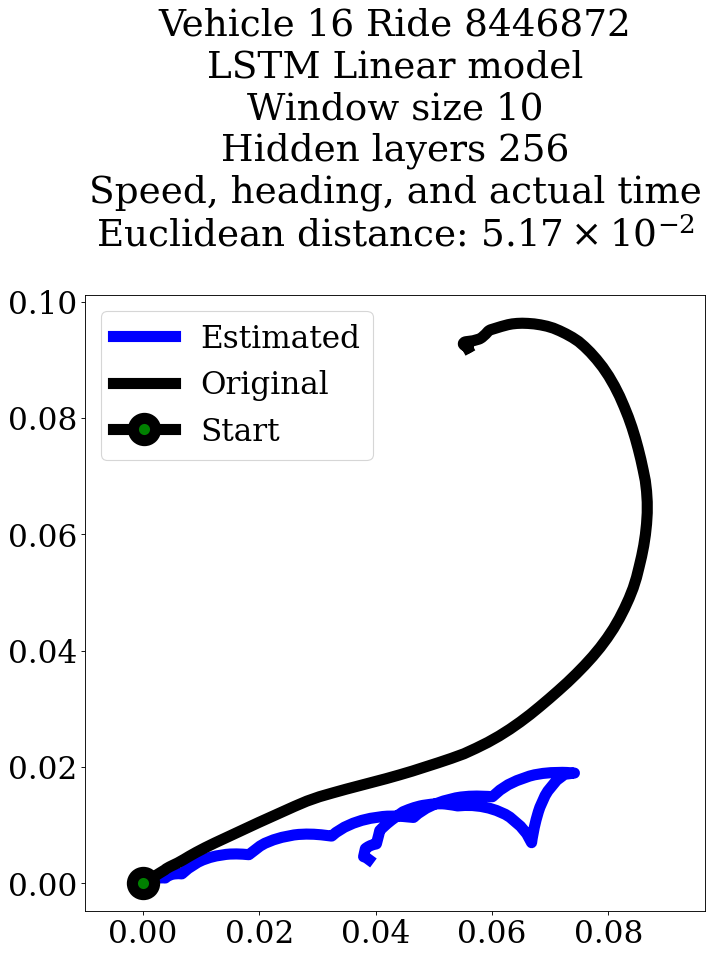 Vehicle 16 Ride 8446872
LSTM Linear model
Window size 10
Hidden layers 256
Speed, heading, and actual time
Euclidean distance: 5.17 × 10⁻²
0.10
0.08
0.06
0.04
0.02
0.00
Estimated
Original
Start
0.00 0.02 0.04 0.06 0.08